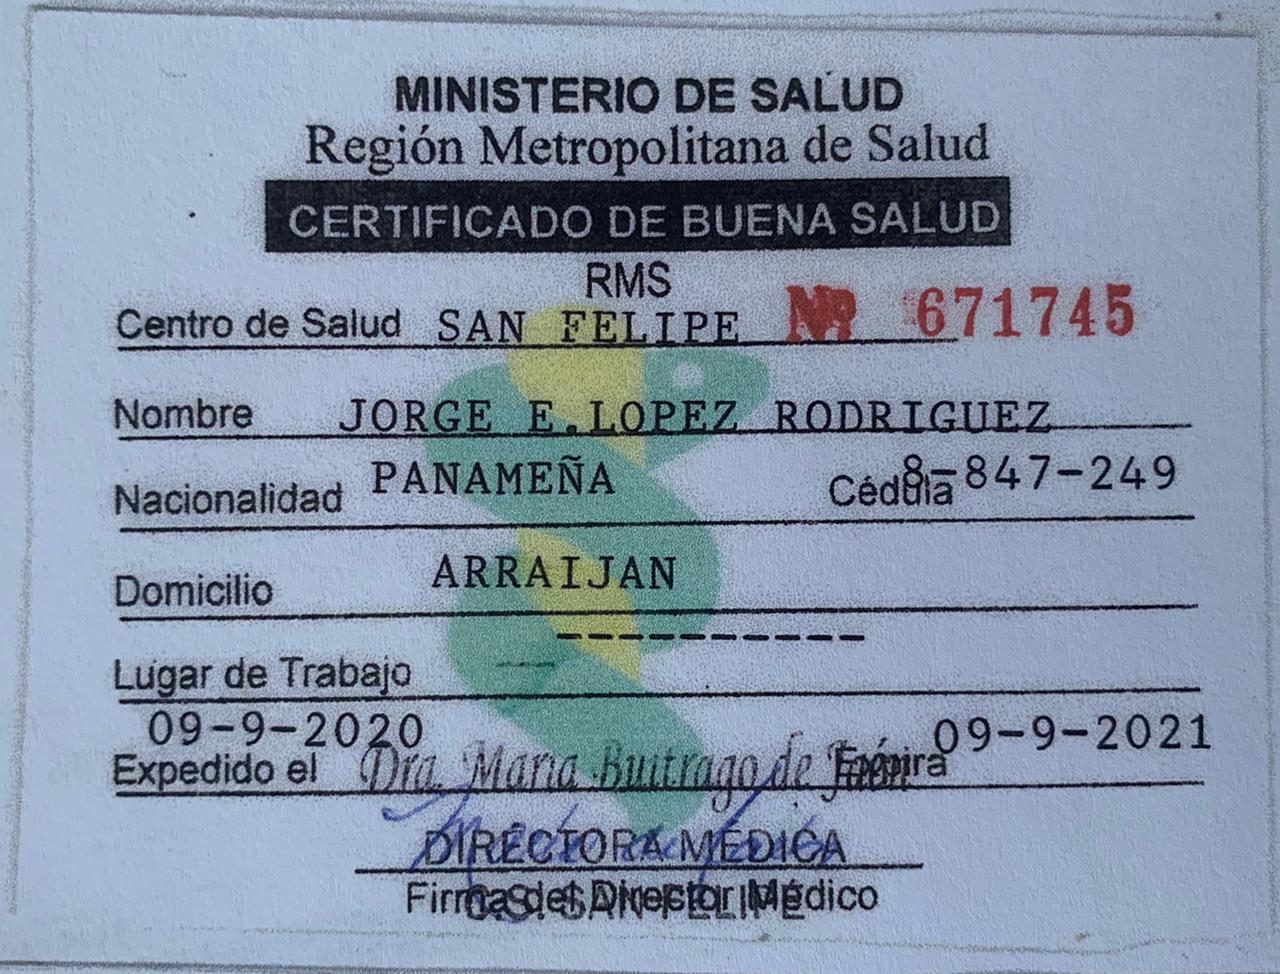 MINISTERIO DE SALUD
Región Metropolitana de Salud
CERTIFICADO DE BUENA SALUD
RMS
Centro de Salud SAN FELIPE Nº 671745
Nombre JORGE E.LOPEZ RODRIGUEZ
Nacionalidad PANAMEÑA Cédula 8-847-249
Domicilio ARRAIJAN
-----------
Lugar de Trabajo
09-9-2020 09-9-2021
Expedido el Dra. Maria Buitrago de Expira
DIRECTORA MEDICA
Firma del Director Médico
C.S. SAN FELIPE